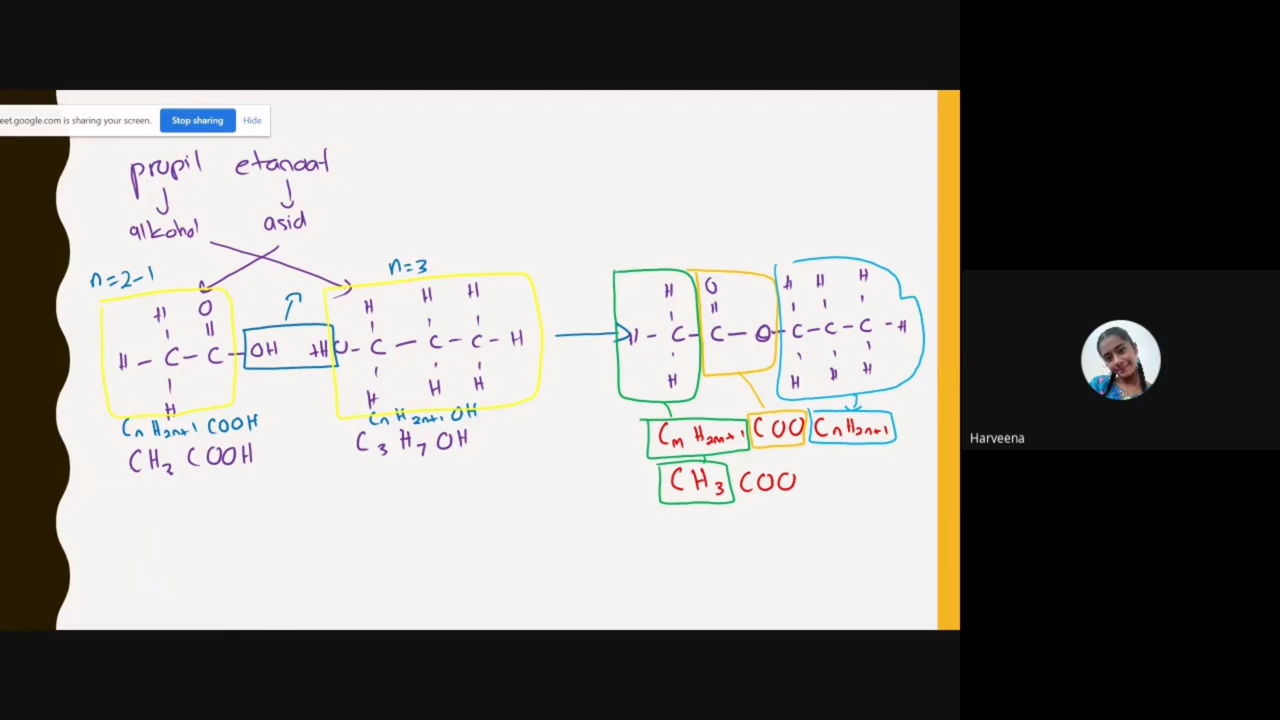 eet.google.com is sharing your screen. Stop sharing Hide
propil etanoat
alkohol asid
n=2-1
n=3
H O
H - C - C - OH
H
HO - C - C - C - H
H H H
H H H
CnH2n+1 COOH
CH3 COOH
CnH2n+1 OH
C3H7OH
H O H H H
H - C - C - O - C - C - C - H
H H H H
CmH2m+1 COO CnH2n+1
CH3 COO
Harveena